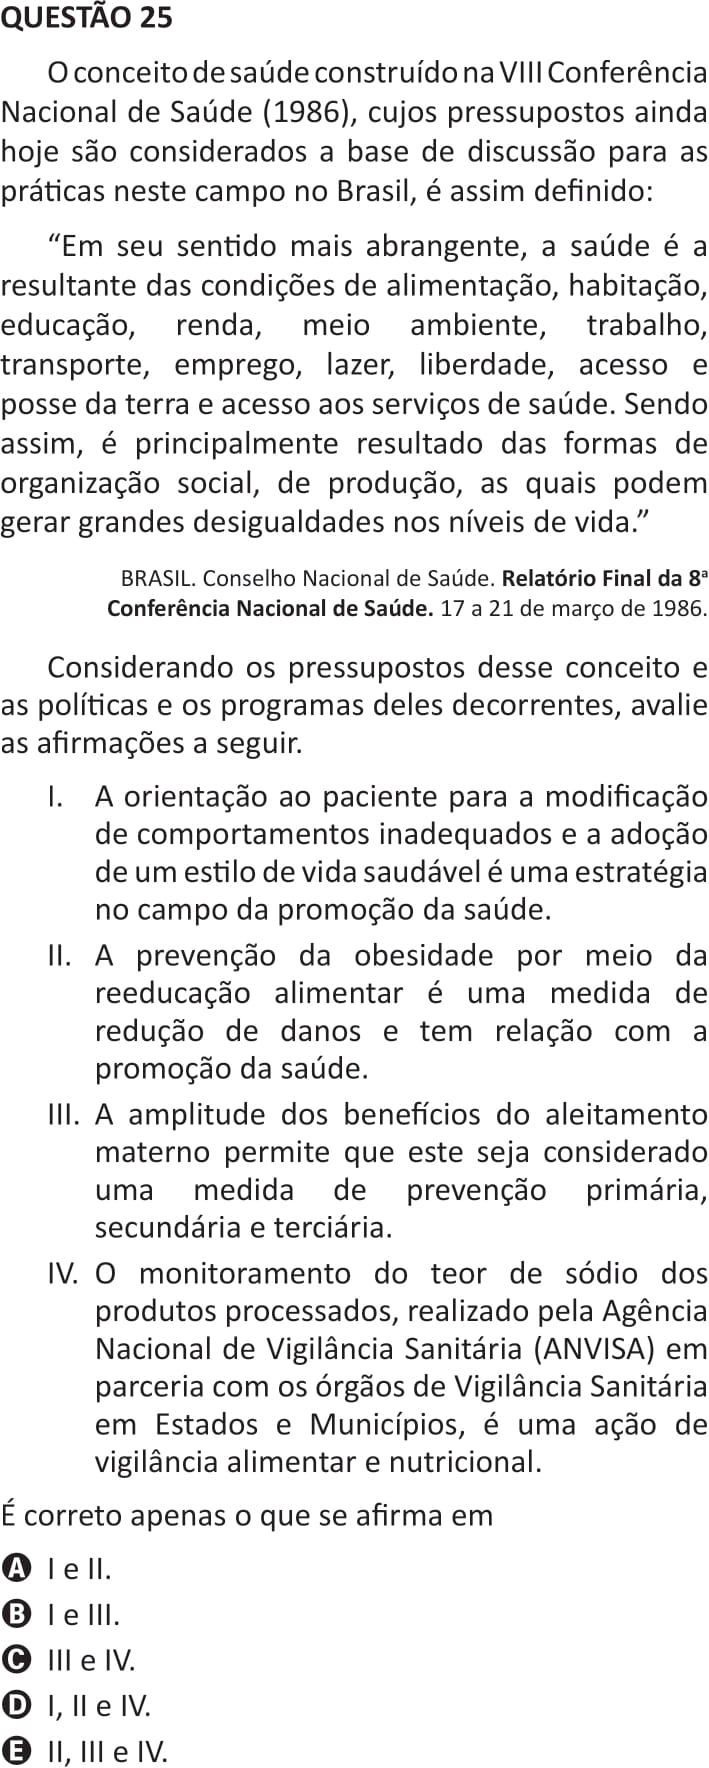 QUESTÃO 25
O conceito de saúde construído na VIII Conferência
Nacional de Saúde (1986), cujos pressupostos ainda
hoje são considerados a base de discussão para as
práticas neste campo no Brasil, é assim definido:
“Em seu sentido mais abrangente, a saúde é a
resultante das condições de alimentação, habitação,
educação, renda, meio ambiente, trabalho,
transporte, emprego, lazer, liberdade, acesso e
posse da terra e acesso aos serviços de saúde. Sendo
assim, é principalmente resultado das formas de
organização social, de produção, as quais podem
gerar grandes desigualdades nos níveis de vida.”
BRASIL. Conselho Nacional de Saúde. Relatório Final da 8ª
Conferência Nacional de Saúde. 17 a 21 de março de 1986.
Considerando os pressupostos desse conceito e
as políticas e os programas deles decorrentes, avalie
as afirmações a seguir.
I. A orientação ao paciente para a modificação
de comportamentos inadequados e a adoção
de um estilo de vida saudável é uma estratégia
no campo da promoção da saúde.
II. A prevenção da obesidade por meio da
reeducação alimentar é uma medida de
redução de danos e tem relação com a
promoção da saúde.
III. A amplitude dos benefícios do aleitamento
materno permite que este seja considerado
uma medida de prevenção primária,
secundária e terciária.
IV. O monitoramento do teor de sódio dos
produtos processados, realizado pela Agência
Nacional de Vigilância Sanitária (ANVISA) em
parceria com os órgãos de Vigilância Sanitária
em Estados e Municípios, é uma ação de
vigilância alimentar e nutricional.
É correto apenas o que se afirma em
A I e II.
B I e III.
C III e IV.
D I, II e IV.
E II, III e IV.